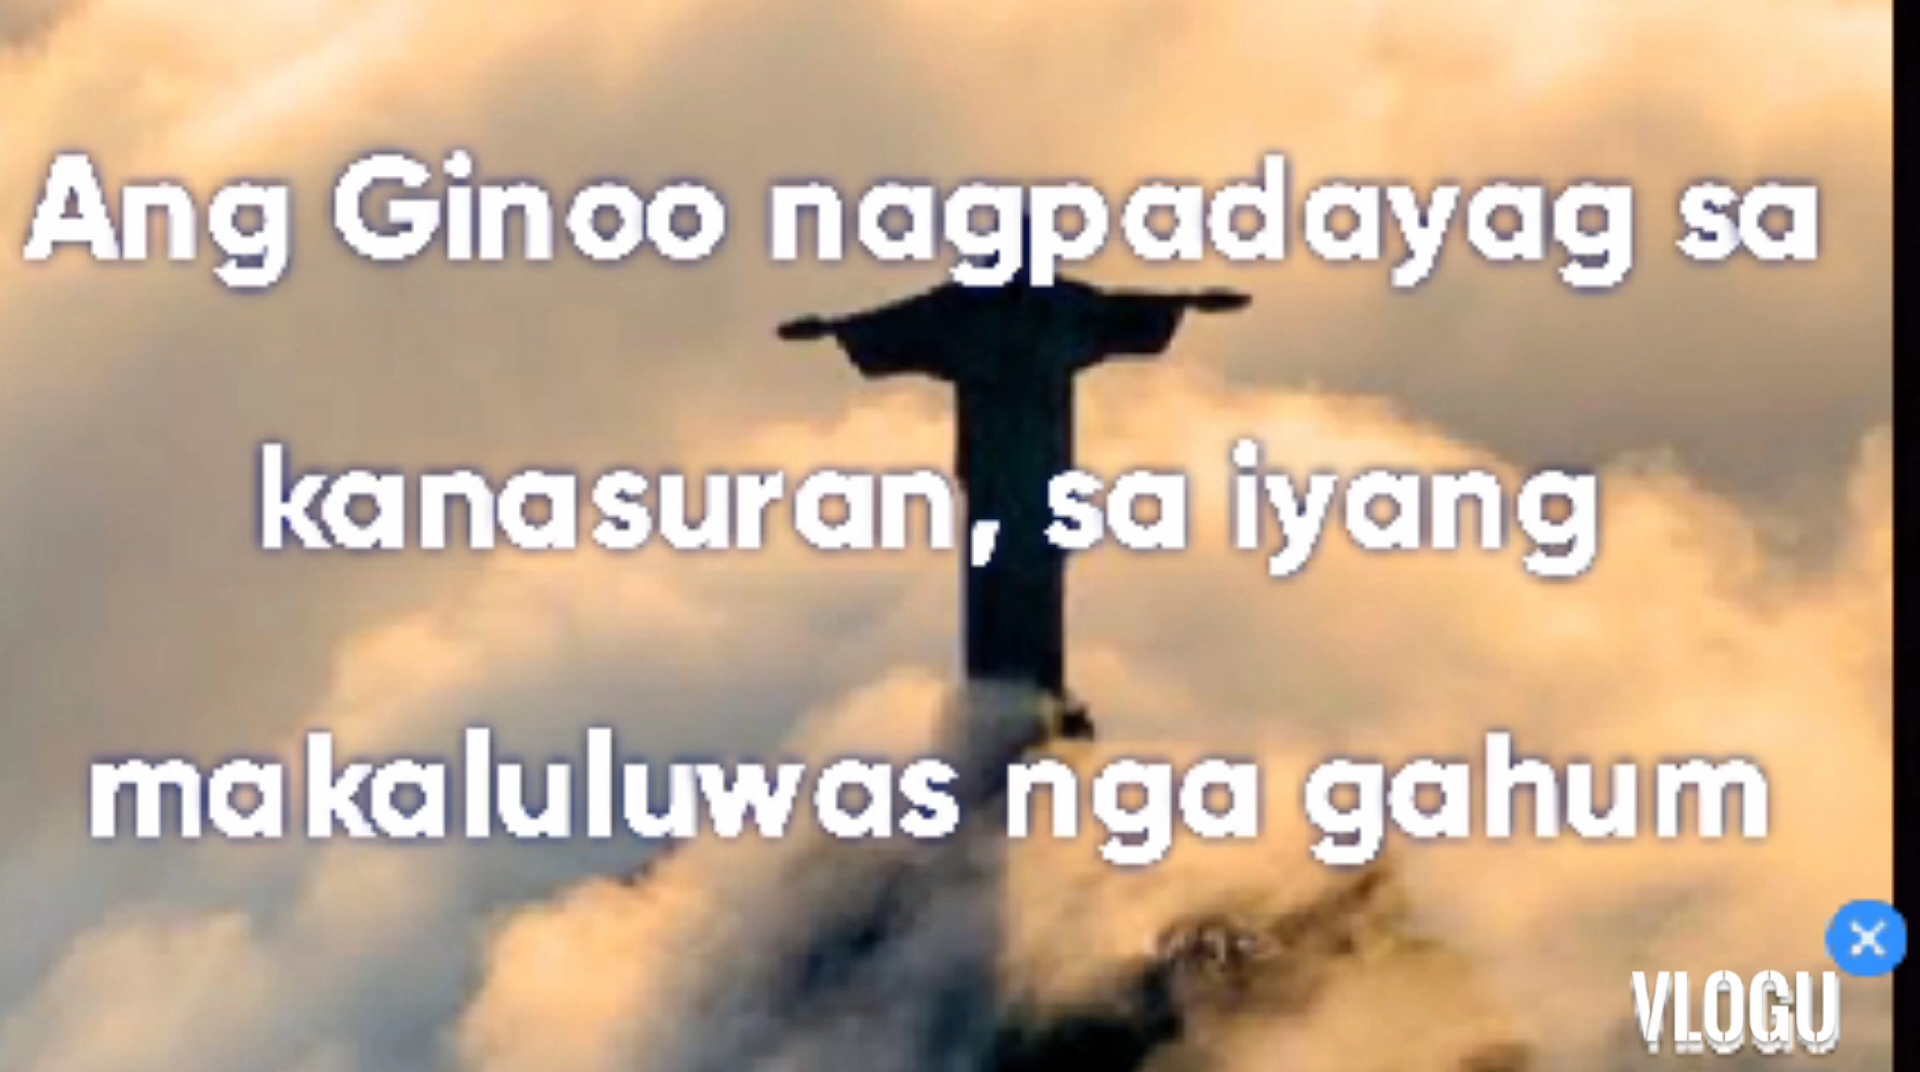 Ang Ginoo nagpadayag sa
kanasuran, sa iyang
makaluluwas nga gahum
VLOGU